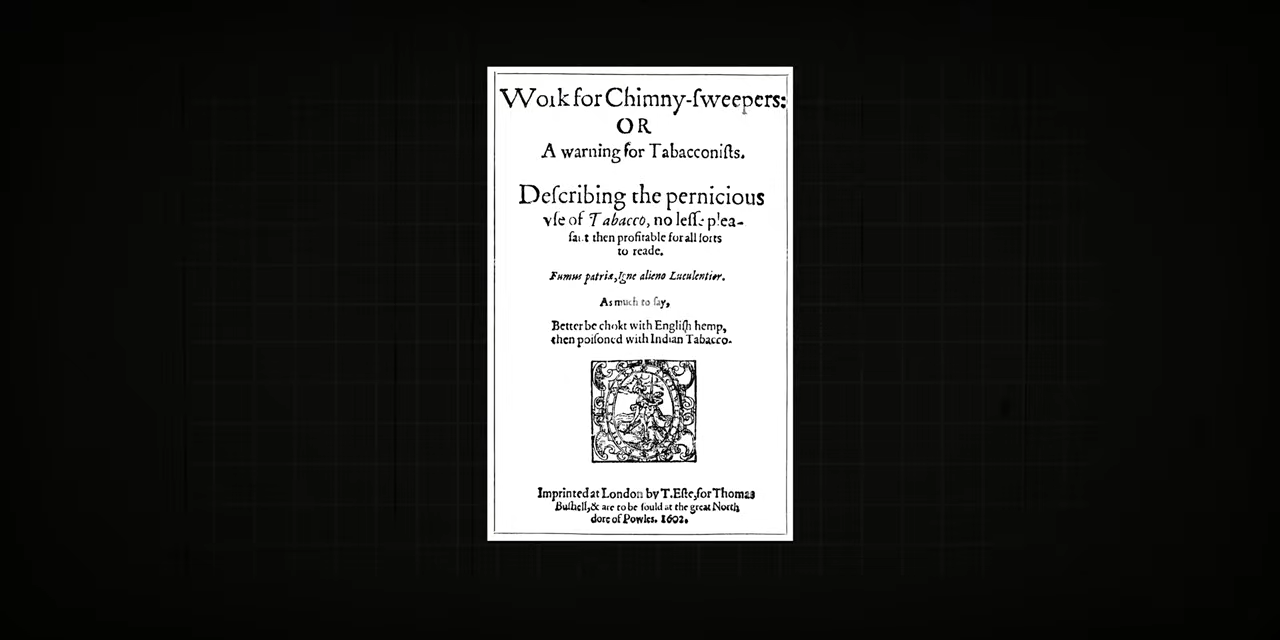 Work for Chimny-ſweepers:
OR
A warning for Tabacconiſts.
Deſcribing the pernicious
vſe of Tabacco, no leſſe plea-
ſant then profitable for all ſorts
to reade.
Fumus patriæ, Igne alieno Luculentior.
As much to ſay,
Better be chokt with Engliſh hemp,
then poiſoned with Indian Tabacco.
Imprinted at London by T. Eſte, for Thomas
Buſhell, & are to be ſould at the great North
dore of Powles. 1602.